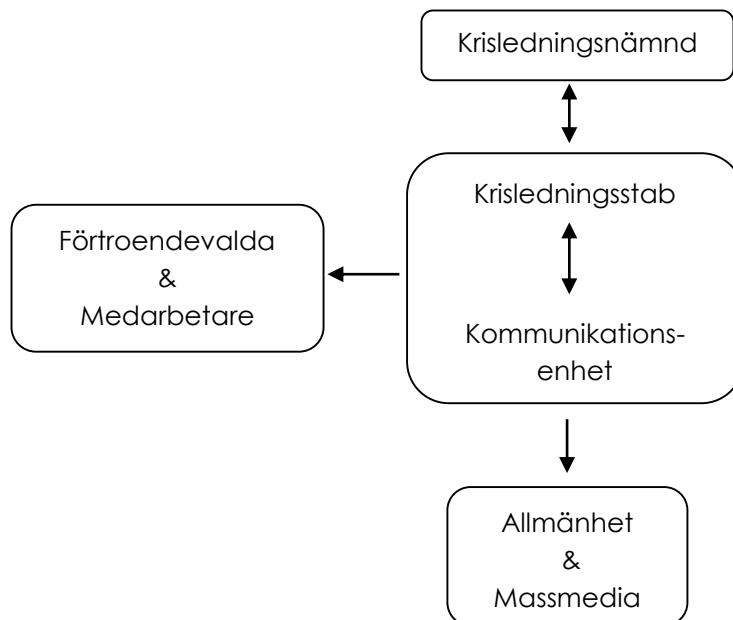 Krisledningsnämnd
Krisledningsstab
Förtroendevalda
&
Medarbetare
Kommunikations-
enhet
Allmänhet
&
Massmedia